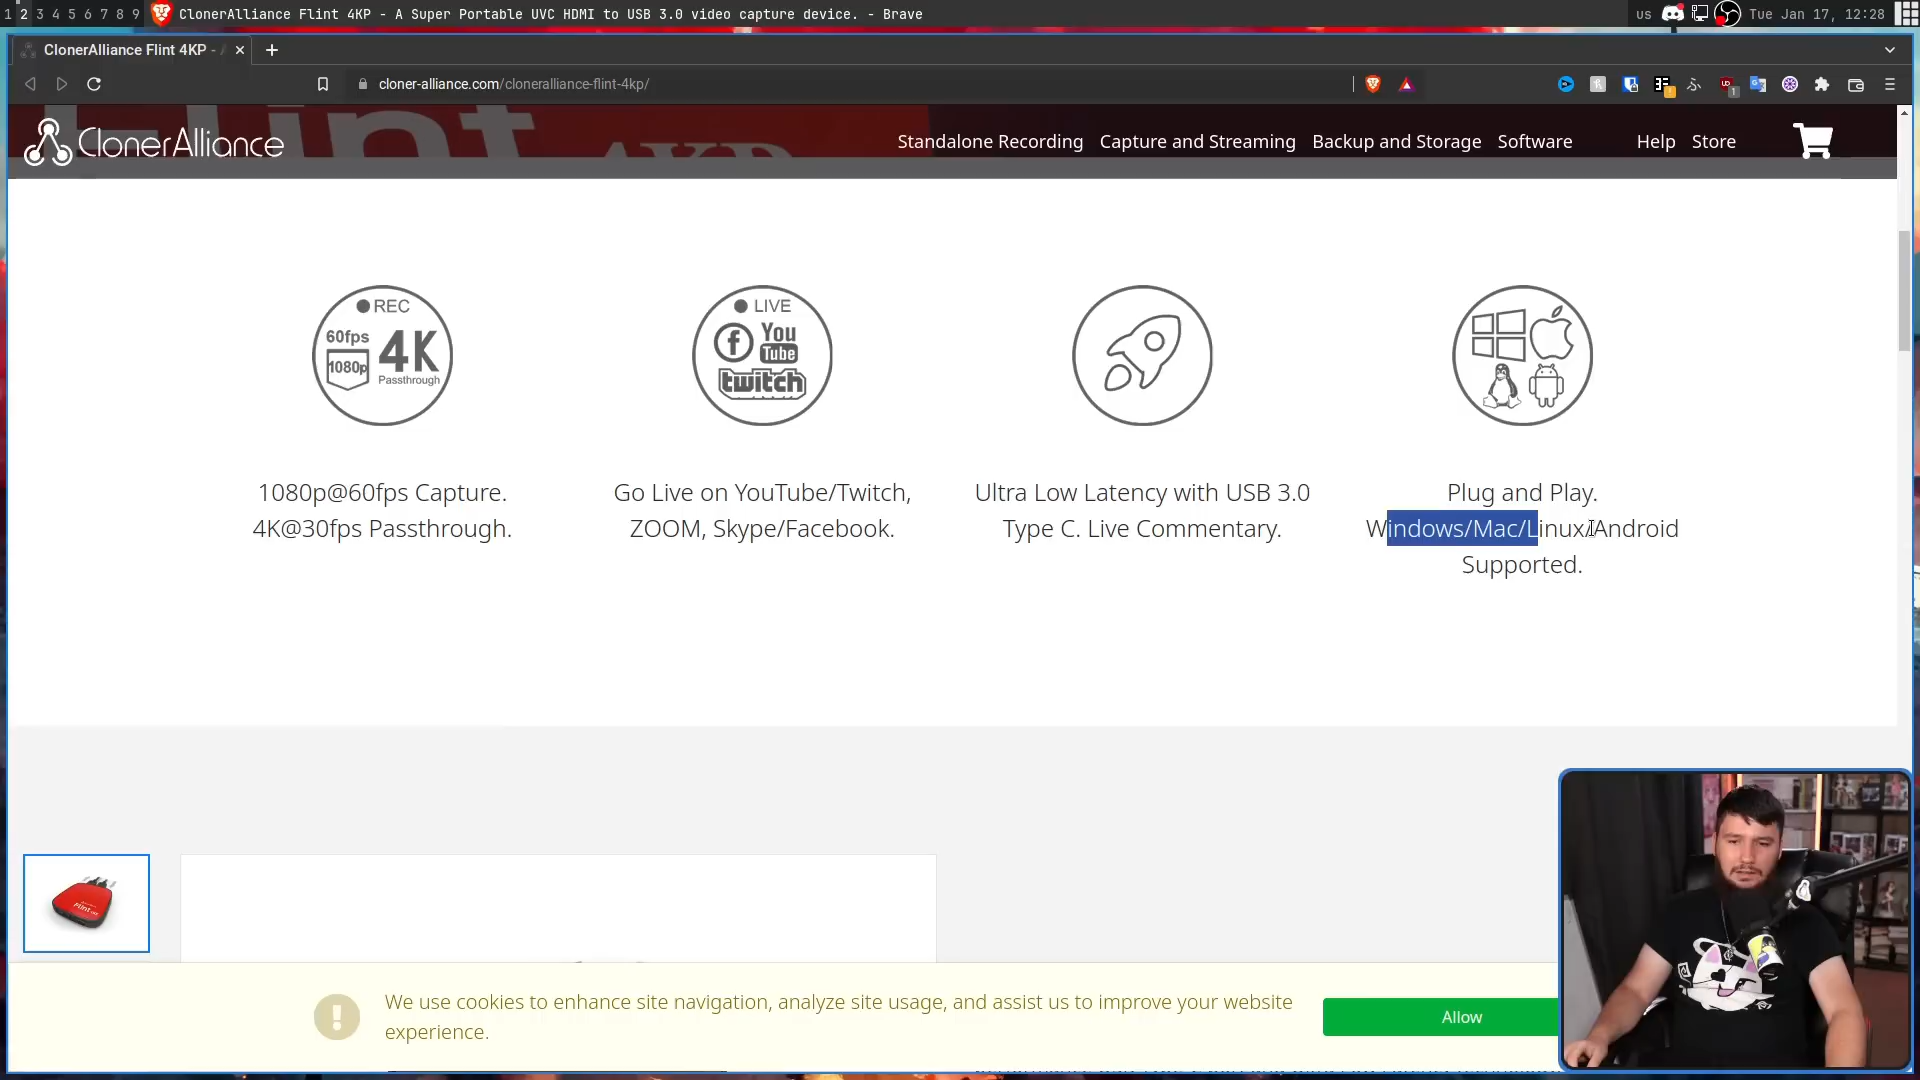 1 2 3 4 5 6 7 8 9 ClonerAlliance Flint 4KP - A Super Portable UVC HDMI to USB 3.0 video capture device. - Brave
us Tue Jan 17, 12:28
ClonerAlliance Flint 4KP -
cloner-alliance.com/cloneralliance-flint-4kp/
Flint 4KP
ClonerAlliance
Standalone Recording Capture and Streaming Backup and Storage Software Help Store
REC
60fps
1080p
4K
Passthrough
LIVE
You
Tube
twitch
1080p@60fps Capture.
4K@30fps Passthrough.
Go Live on YouTube/Twitch,
ZOOM, Skype/Facebook.
Ultra Low Latency with USB 3.0
Type C. Live Commentary.
Plug and Play.
Windows/Mac/Linux/Android
Supported.
Flint
We use cookies to enhance site navigation, analyze site usage, and assist us to improve your website
experience.
Allow